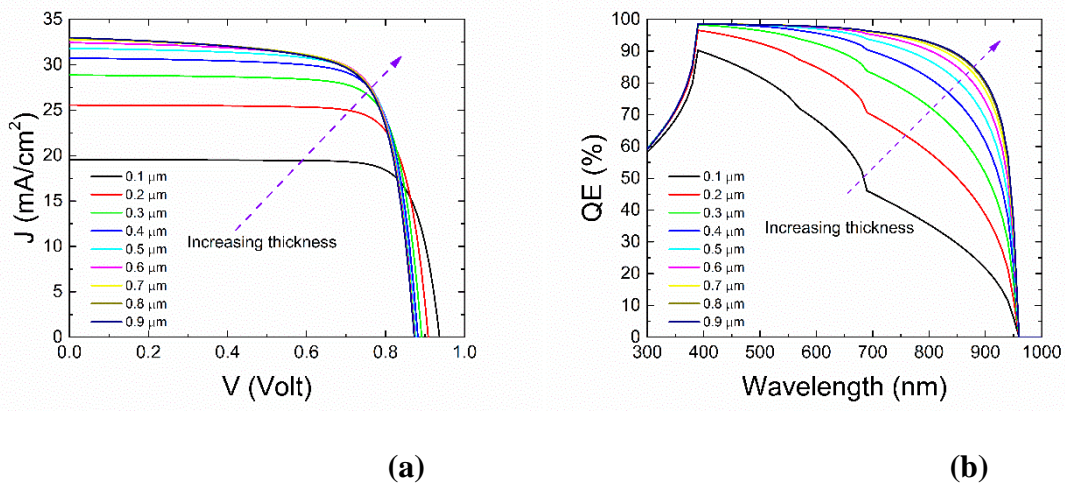 35
30
25
20
15
10
5
0
J (mA/cm²)
0.1 μm
0.2 μm
0.3 μm
0.4 μm
0.5 μm
0.6 μm
0.7 μm
0.8 μm
0.9 μm
Increasing thickness
0.0 0.2 0.4 0.6 0.8 1.0
V (Volt)
(a)
100
90
80
70
60
50
40
30
20
10
0
QE (%)
0.1 μm
0.2 μm
0.3 μm
0.4 μm
0.5 μm
0.6 μm
0.7 μm
0.8 μm
0.9 μm
Increasing thickness
300 400 500 600 700 800 900 1000
Wavelength (nm)
(b)